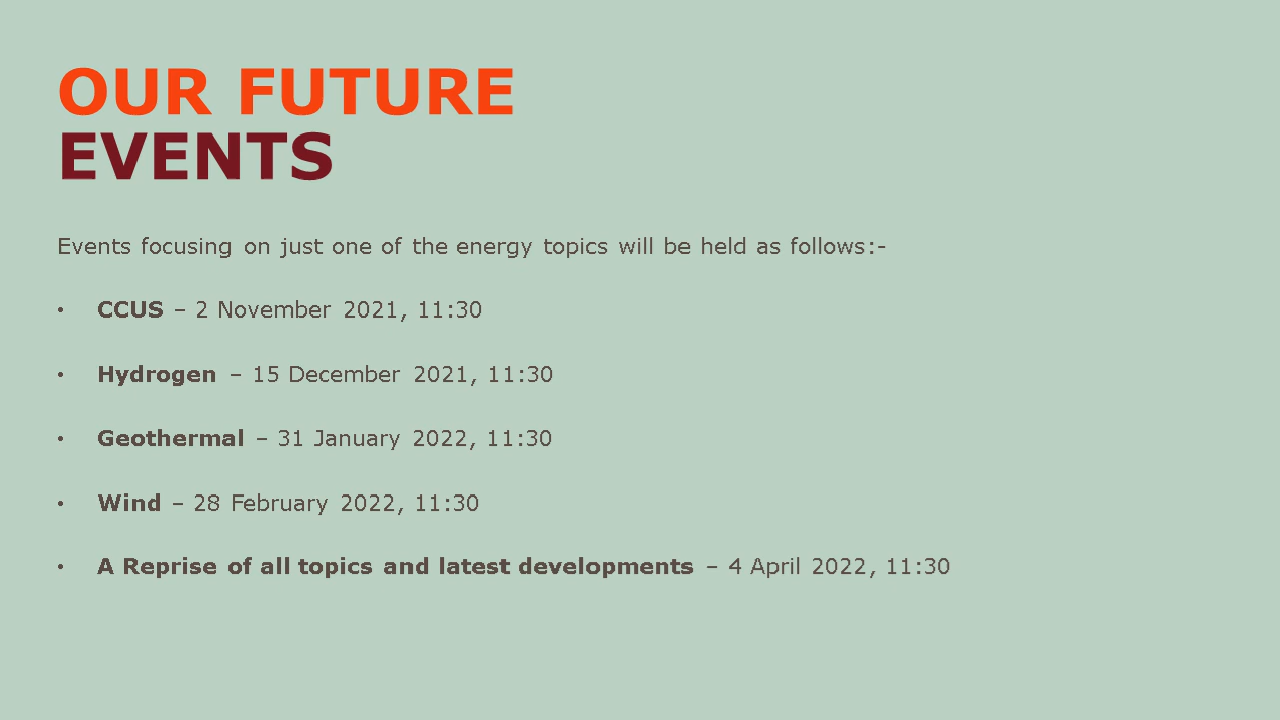 OUR FUTURE
EVENTS
Events focusing on just one of the energy topics will be held as follows:-
• CCUS – 2 November 2021, 11:30
• Hydrogen – 15 December 2021, 11:30
• Geothermal – 31 January 2022, 11:30
• Wind – 28 February 2022, 11:30
• A Reprise of all topics and latest developments – 4 April 2022, 11:30